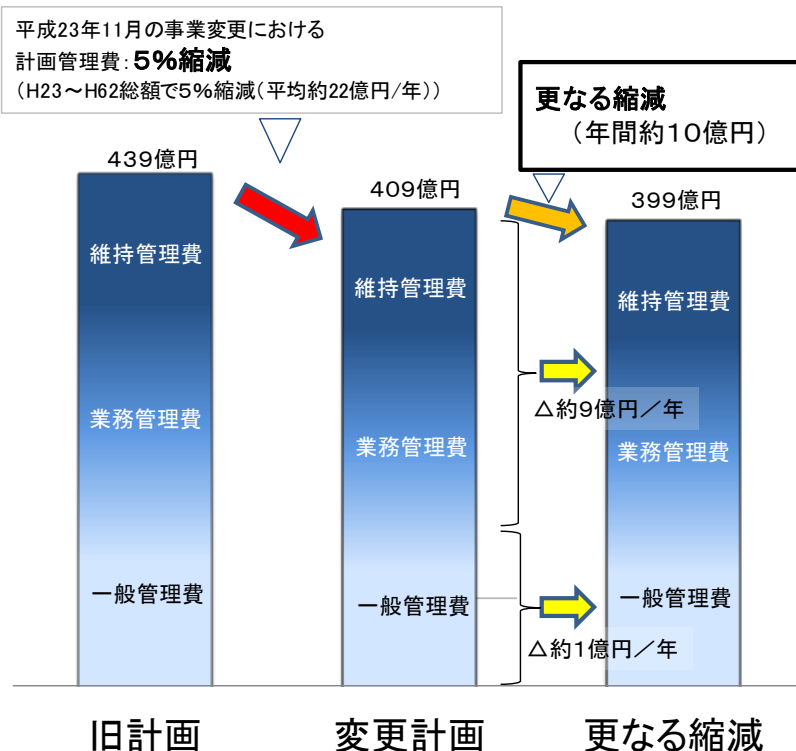 平成23年11月の事業変更における
計画管理費:5%縮減
(H23～H62総額で5%縮減(平均約22億円/年))
更なる縮減
(年間約10億円)
439億円
409億円
399億円
維持管理費
維持管理費
維持管理費
△約9億円／年
業務管理費
業務管理費
業務管理費
一般管理費
一般管理費
一般管理費
△約1億円／年
旧計画
変更計画
更なる縮減